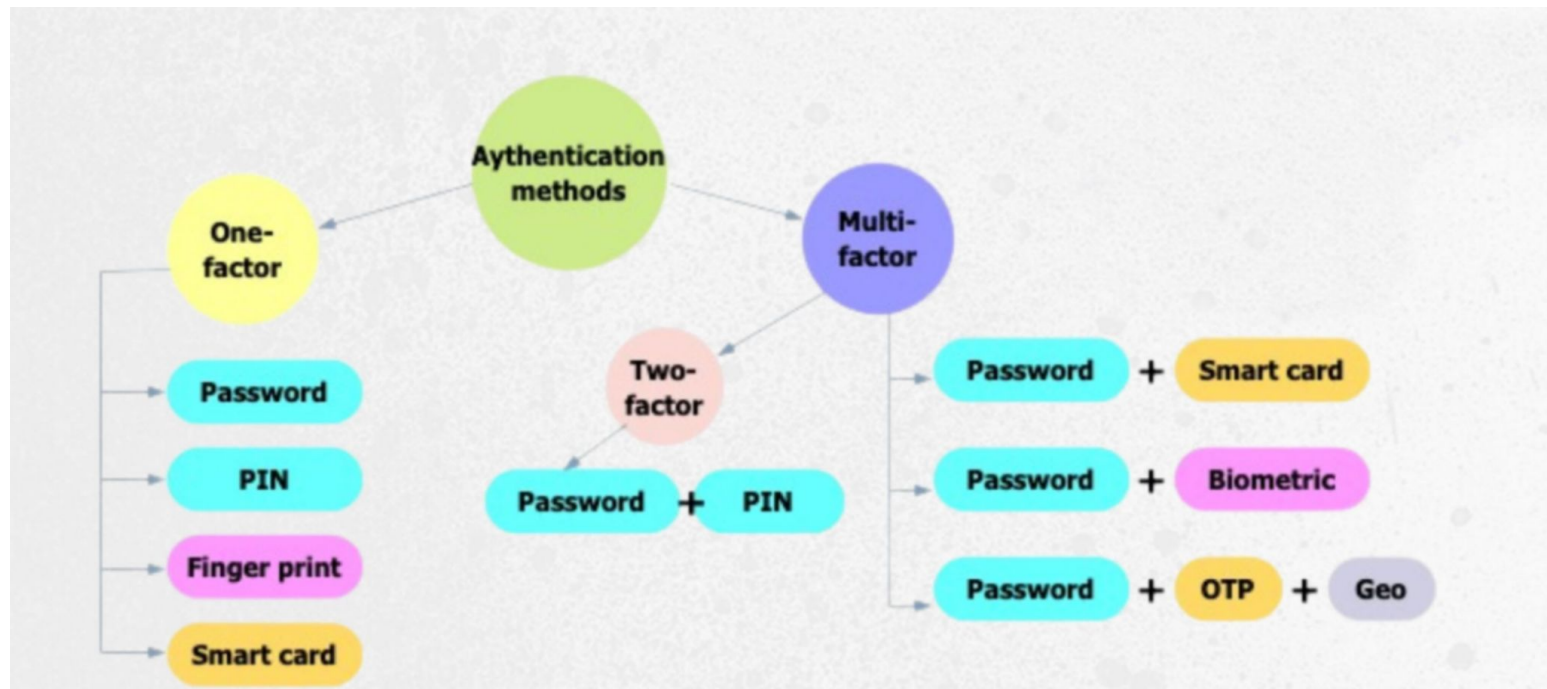 Aythentication
methods
One-
factor
Multi-
factor
Password
PIN
Finger print
Smart card
Two-
factor
Password + PIN
Password + Smart card
Password + Biometric
Password + OTP + Geo